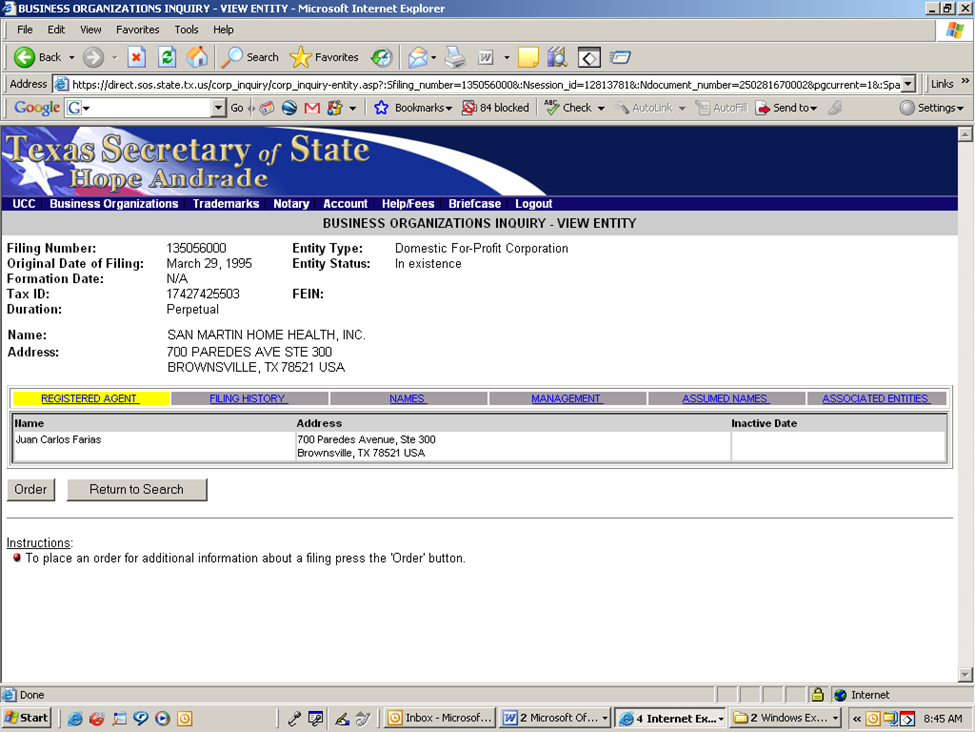 BUSINESS ORGANIZATIONS INQUIRY - VIEW ENTITY - Microsoft Internet Explorer
File Edit View Favorites Tools Help
Back Search Favorites
Address https://direct.sos.state.tx.us/corp_inquiry/corp_inquiry-entity.asp?:Sfiling_number=135056000&:Nsession_id=12813781&:Ndocument_number=250281670002&pgcurrent=1&:Spa Links »
Google G Go Bookmarks 84 blocked Check AutoLink AutoFill Send to Settings
Texas Secretary of State
Hope Andrade
UCC Business Organizations Trademarks Notary Account Help/Fees Briefcase Logout
BUSINESS ORGANIZATIONS INQUIRY - VIEW ENTITY
Filing Number: 135056000 Entity Type: Domestic For-Profit Corporation
Original Date of Filing: March 29, 1995 Entity Status: In existence
Formation Date: N/A
Tax ID: 17427425503 FEIN:
Duration: Perpetual
Name: SAN MARTIN HOME HEALTH, INC.
Address: 700 PAREDES AVE STE 300
BROWNSVILLE, TX 78521 USA
REGISTERED AGENT FILING HISTORY NAMES MANAGEMENT ASSUMED NAMES ASSOCIATED ENTITIES
Name Address Inactive Date
Juan Carlos Farias 700 Paredes Avenue, Ste 300
Brownsville, TX 78521 USA
Order Return to Search
Instructions:
To place an order for additional information about a filing press the 'Order' button.
Done Internet
Start Inbox - Microsof... 2 Microsoft Of... 4 Internet Ex... 2 Windows Ex... « 8:45 AM